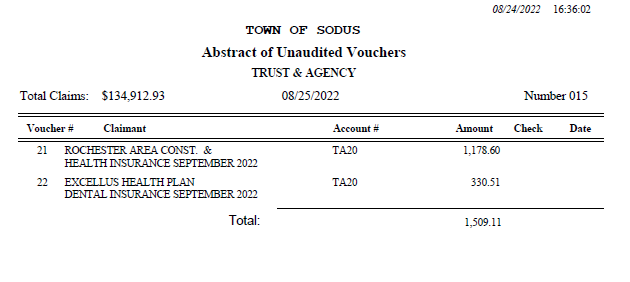 08/24/2022 16:36:02
TOWN OF SODUS
Abstract of Unaudited Vouchers
TRUST & AGENCY
Total Claims: $134,912.93 08/25/2022 Number 015
Voucher # Claimant Account # Amount Check Date
21 ROCHESTER AREA CONST. & TA20 1,178.60
HEALTH INSURANCE SEPTEMBER 2022
22 EXCELLUS HEALTH PLAN TA20 330.51
DENTAL INSURANCE SEPTEMBER 2022
Total: 1,509.11